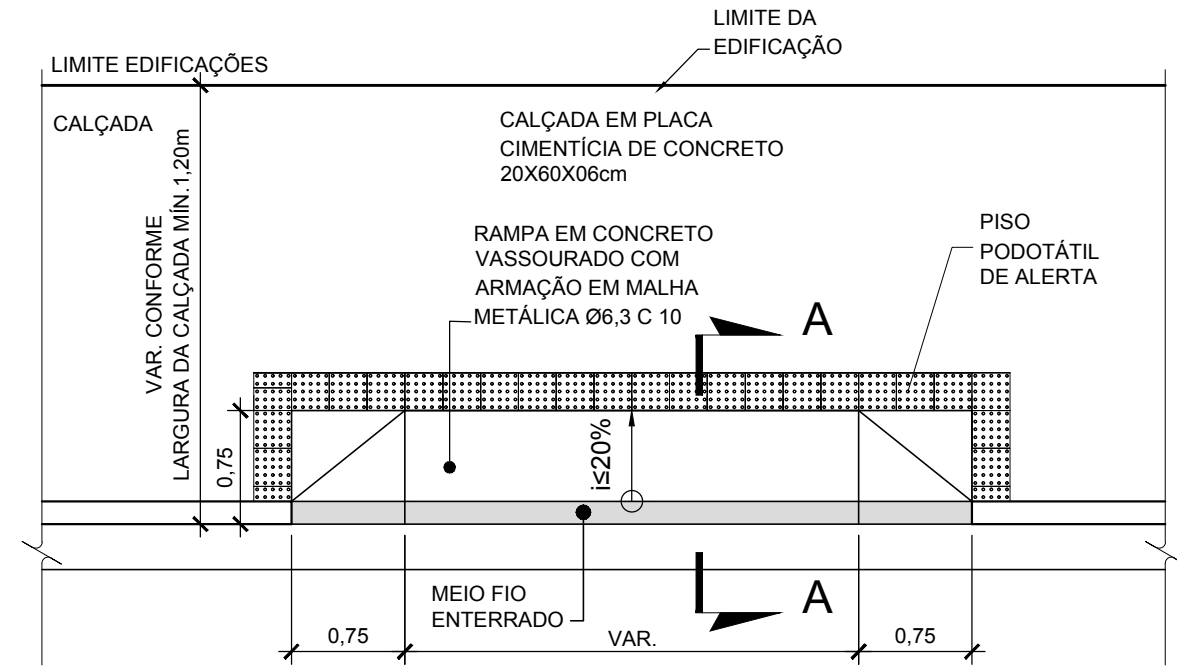 LIMITE DA
EDIFICAÇÃO
LIMITE EDIFICAÇÕES
CALÇADA
CALÇADA EM PLACA
CIMENTÍCIA DE CONCRETO
20X60X06cm
VAR. CONFORME
LARGURA DA CALÇADA MÍN.1,20m
RAMPA EM CONCRETO
VASSOURADO COM
ARMAÇÃO EM MALHA
METÁLICA Ø6,3 C 10
PISO
PODOTÁTIL
DE ALERTA
A
0,75
i≤20%
MEIO FIO
ENTERRADO
A
0,75
VAR.
0,75